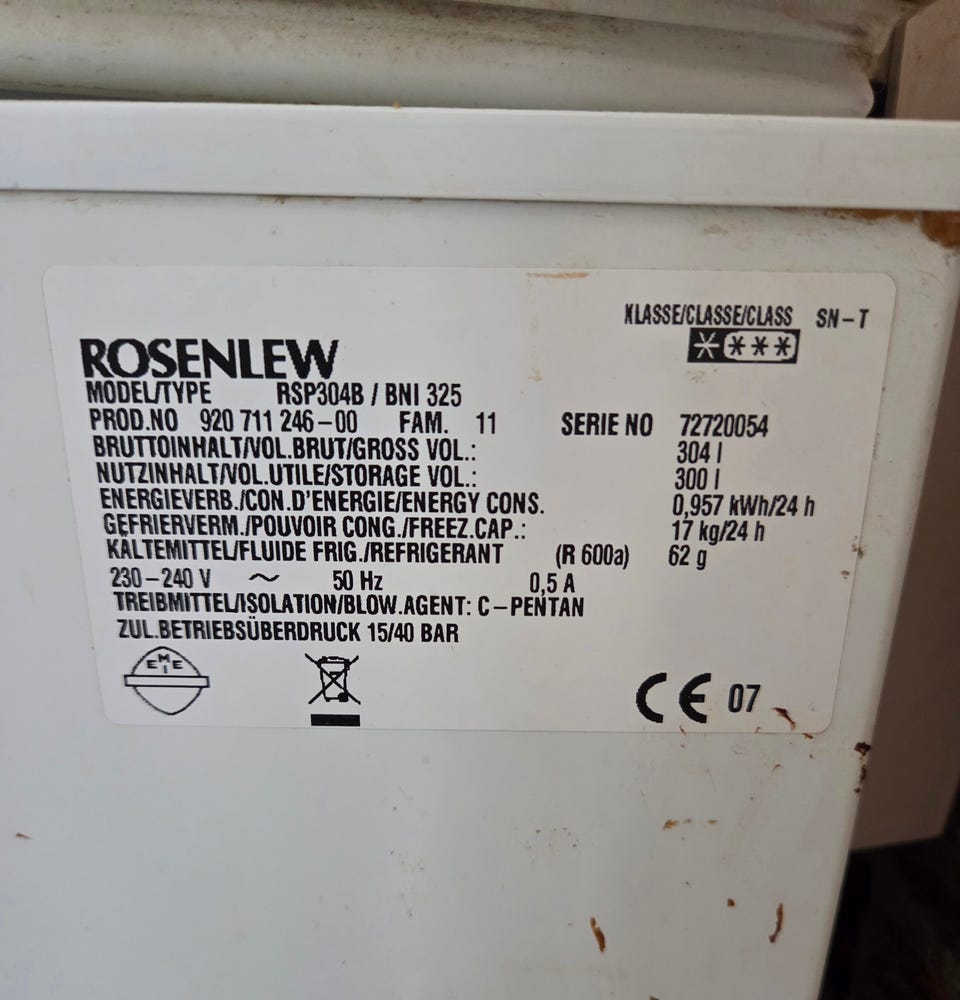 KLASSE/CLASSE/CLASS SN-T
ROSENLEW
MODEL/TYPE RSP304B / BNI 325
PROD.NO 920 711 246-00 FAM. 11 SERIE NO 72720054
BRUTTOINHALT/VOL.BRUT/GROSS VOL.: 304 l
NUTZINHALT/VOL.UTILE/STORAGE VOL.: 300 l
ENERGIEVERB./CON.D'ENERGIE/ENERGY CONS. 0,957 kWh/24 h
GEFRIERVERM./POUVOIR CONG./FREEZ.CAP.: 17 kg/24 h
KÄLTEMITTEL/FLUIDE FRIG./REFRIGERANT (R 600a) 62 g
230-240 V ~ 50 Hz 0,5 A
TREIBMITTEL/ISOLATION/BLOW.AGENT: C-PENTAN
ZUL.BETRIEBSÜBERDRUCK 15/40 BAR
EMEI
CE 07